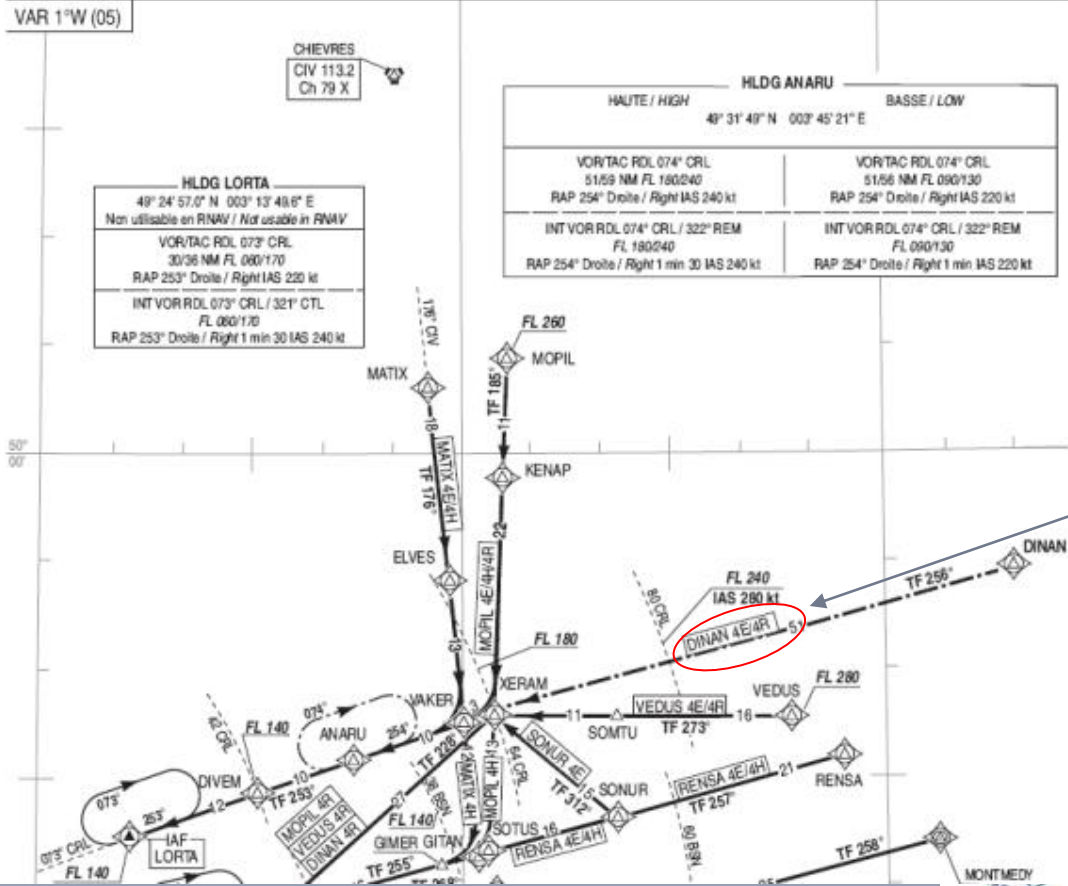 VAR 1°W (05)
CHIEVRES
CIV 113.2
Ch 79 X
HLDG ANARU
HAUTE / HIGH
BASSE / LOW
49° 31' 49" N 003° 45' 21" E
VOR/TAC RDL 074° CRL
51/59 NM FL 180/240
RAP 254° Droite / Right IAS 240 kt
VOR/TAC RDL 074° CRL
51/56 NM FL 090/130
RAP 254° Droite / Right IAS 220 kt
INT VOR RDL 074° CRL / 322° REM
FL 180/240
RAP 254° Droite / Right 1 min 30 IAS 240 kt
INT VOR RDL 074° CRL / 322° REM
FL 090/130
RAP 254° Droite / Right 1 min IAS 220 kt
HLDG LORTA
49° 24' 57.0" N 003° 13' 49.6" E
Non utilisable en RNAV / Not usable in RNAV
VOR/TAC RDL 073° CRL
30/36 NM FL 060/170
RAP 253° Droite / Right IAS 220 kt
INT VOR RDL 073° CRL / 321° CTL
FL 060/170
RAP 253° Droite / Right 1 min 30 IAS 240 kt
176° CIV
FL 260
MOPIL
MATIX
TF 185°
11
18
MATIX 4E/4H
TF 176°
50°
00'
KENAP
22
MOPIL 4E/4H/4R
ELVES
DINAN
TF 256°
FL 240
IAS 280 kt
80 CRL
DINAN 4E/4R
51
FL 180
13
XERAM
VAKER
VEDUS
FL 280
VEDUS 4E/4R
11
SOMTU
16
TF 273°
074°
254°
ANARU
10
42 CRL
FL 140
DIVEM
10
TF 253°
12
073°
253°
073° CRL
IAF
LORTA
FL 140
TF 228°
27
MOPIL 4R
VEDUS 4R
DINAN 4R
FL 140
MATIX 4H
13
MOPIL 4H
64 CRL
SONUR 4E
15
TF 312°
SONUR
RENSA 4E/4H
21
TF 257°
RENSA
GIMER
GITAN
SOTUS
16
RENSA 4E/4H
TF 255°
60 BSN
TF 258°
MONTMEDY